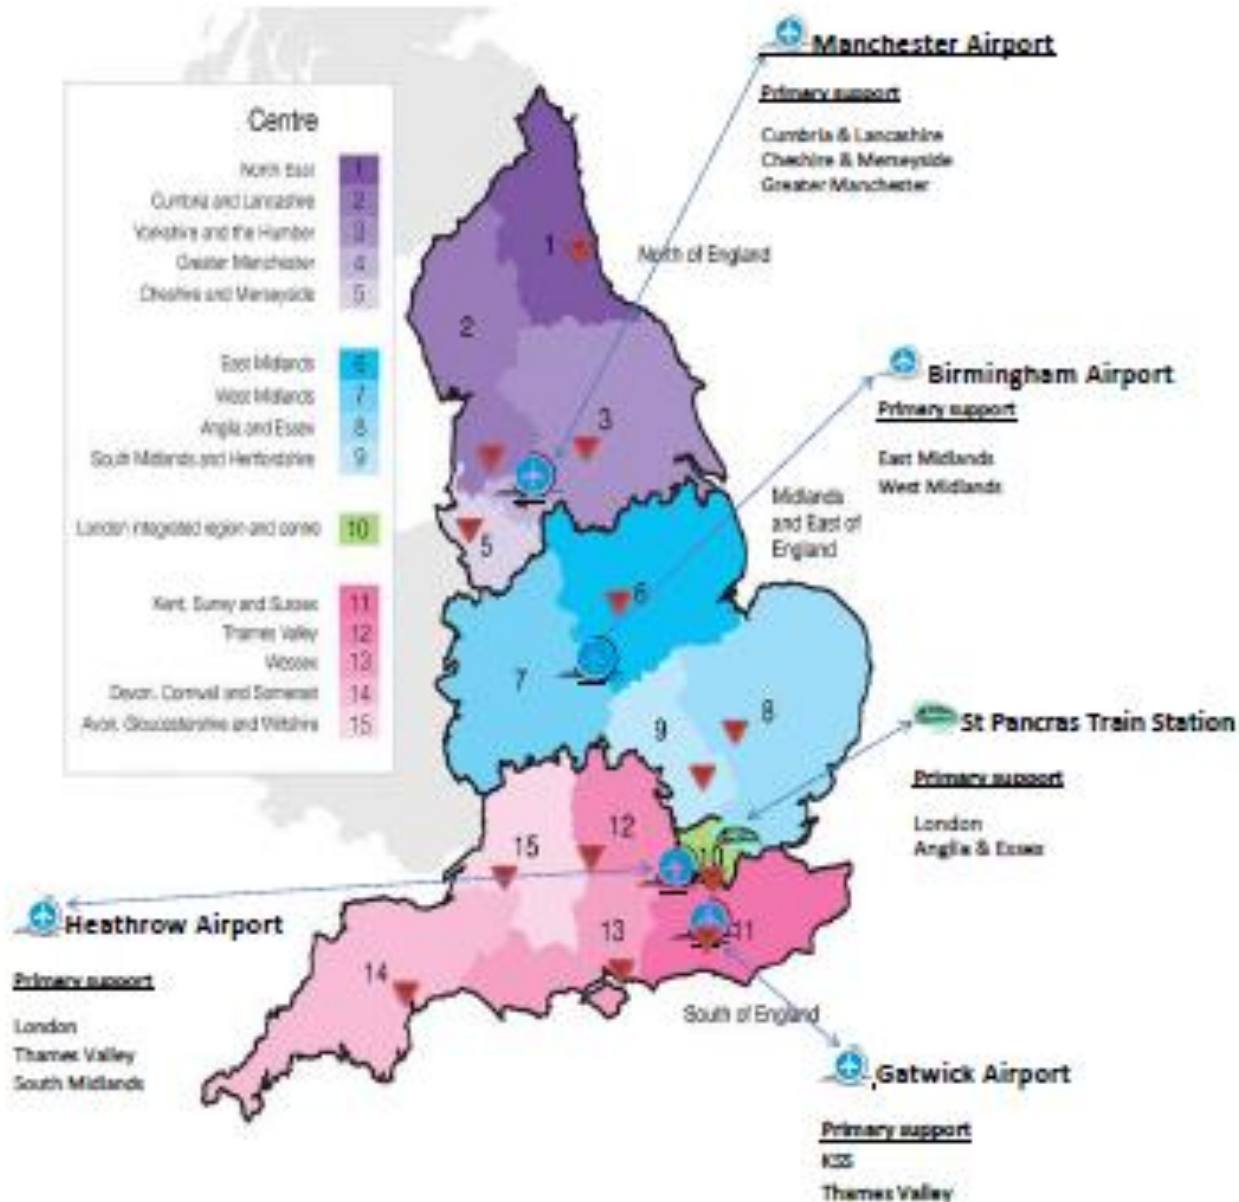 Manchester Airport
Primary support
Cumbria & Lancashire
Cheshire & Merseyside
Greater Manchester
Centre
North East 1
Cumbria and Lancashire 2
Yorkshire and the Humber 3
Greater Manchester 4
Cheshire and Merseyside 5
East Midlands 6
West Midlands 7
Anglia and Essex 8
South Midlands and Hertfordshire 9
London integrated region and centre 10
Kent, Surrey and Sussex 11
Thames Valley 12
Wessex 13
Devon, Cornwall and Somerset 14
Avon, Gloucestershire and Wiltshire 15
1
North of England
2
3
5
Birmingham Airport
Primary support
East Midlands
West Midlands
Midlands
and East of
England
6
7
8
9
St Pancras Train Station
Primary support
London
Anglia & Essex
12
15
10
11
13
14
South of England
Heathrow Airport
Primary support
London
Thames Valley
South Midlands
Gatwick Airport
Primary support
KSS
Thames Valley